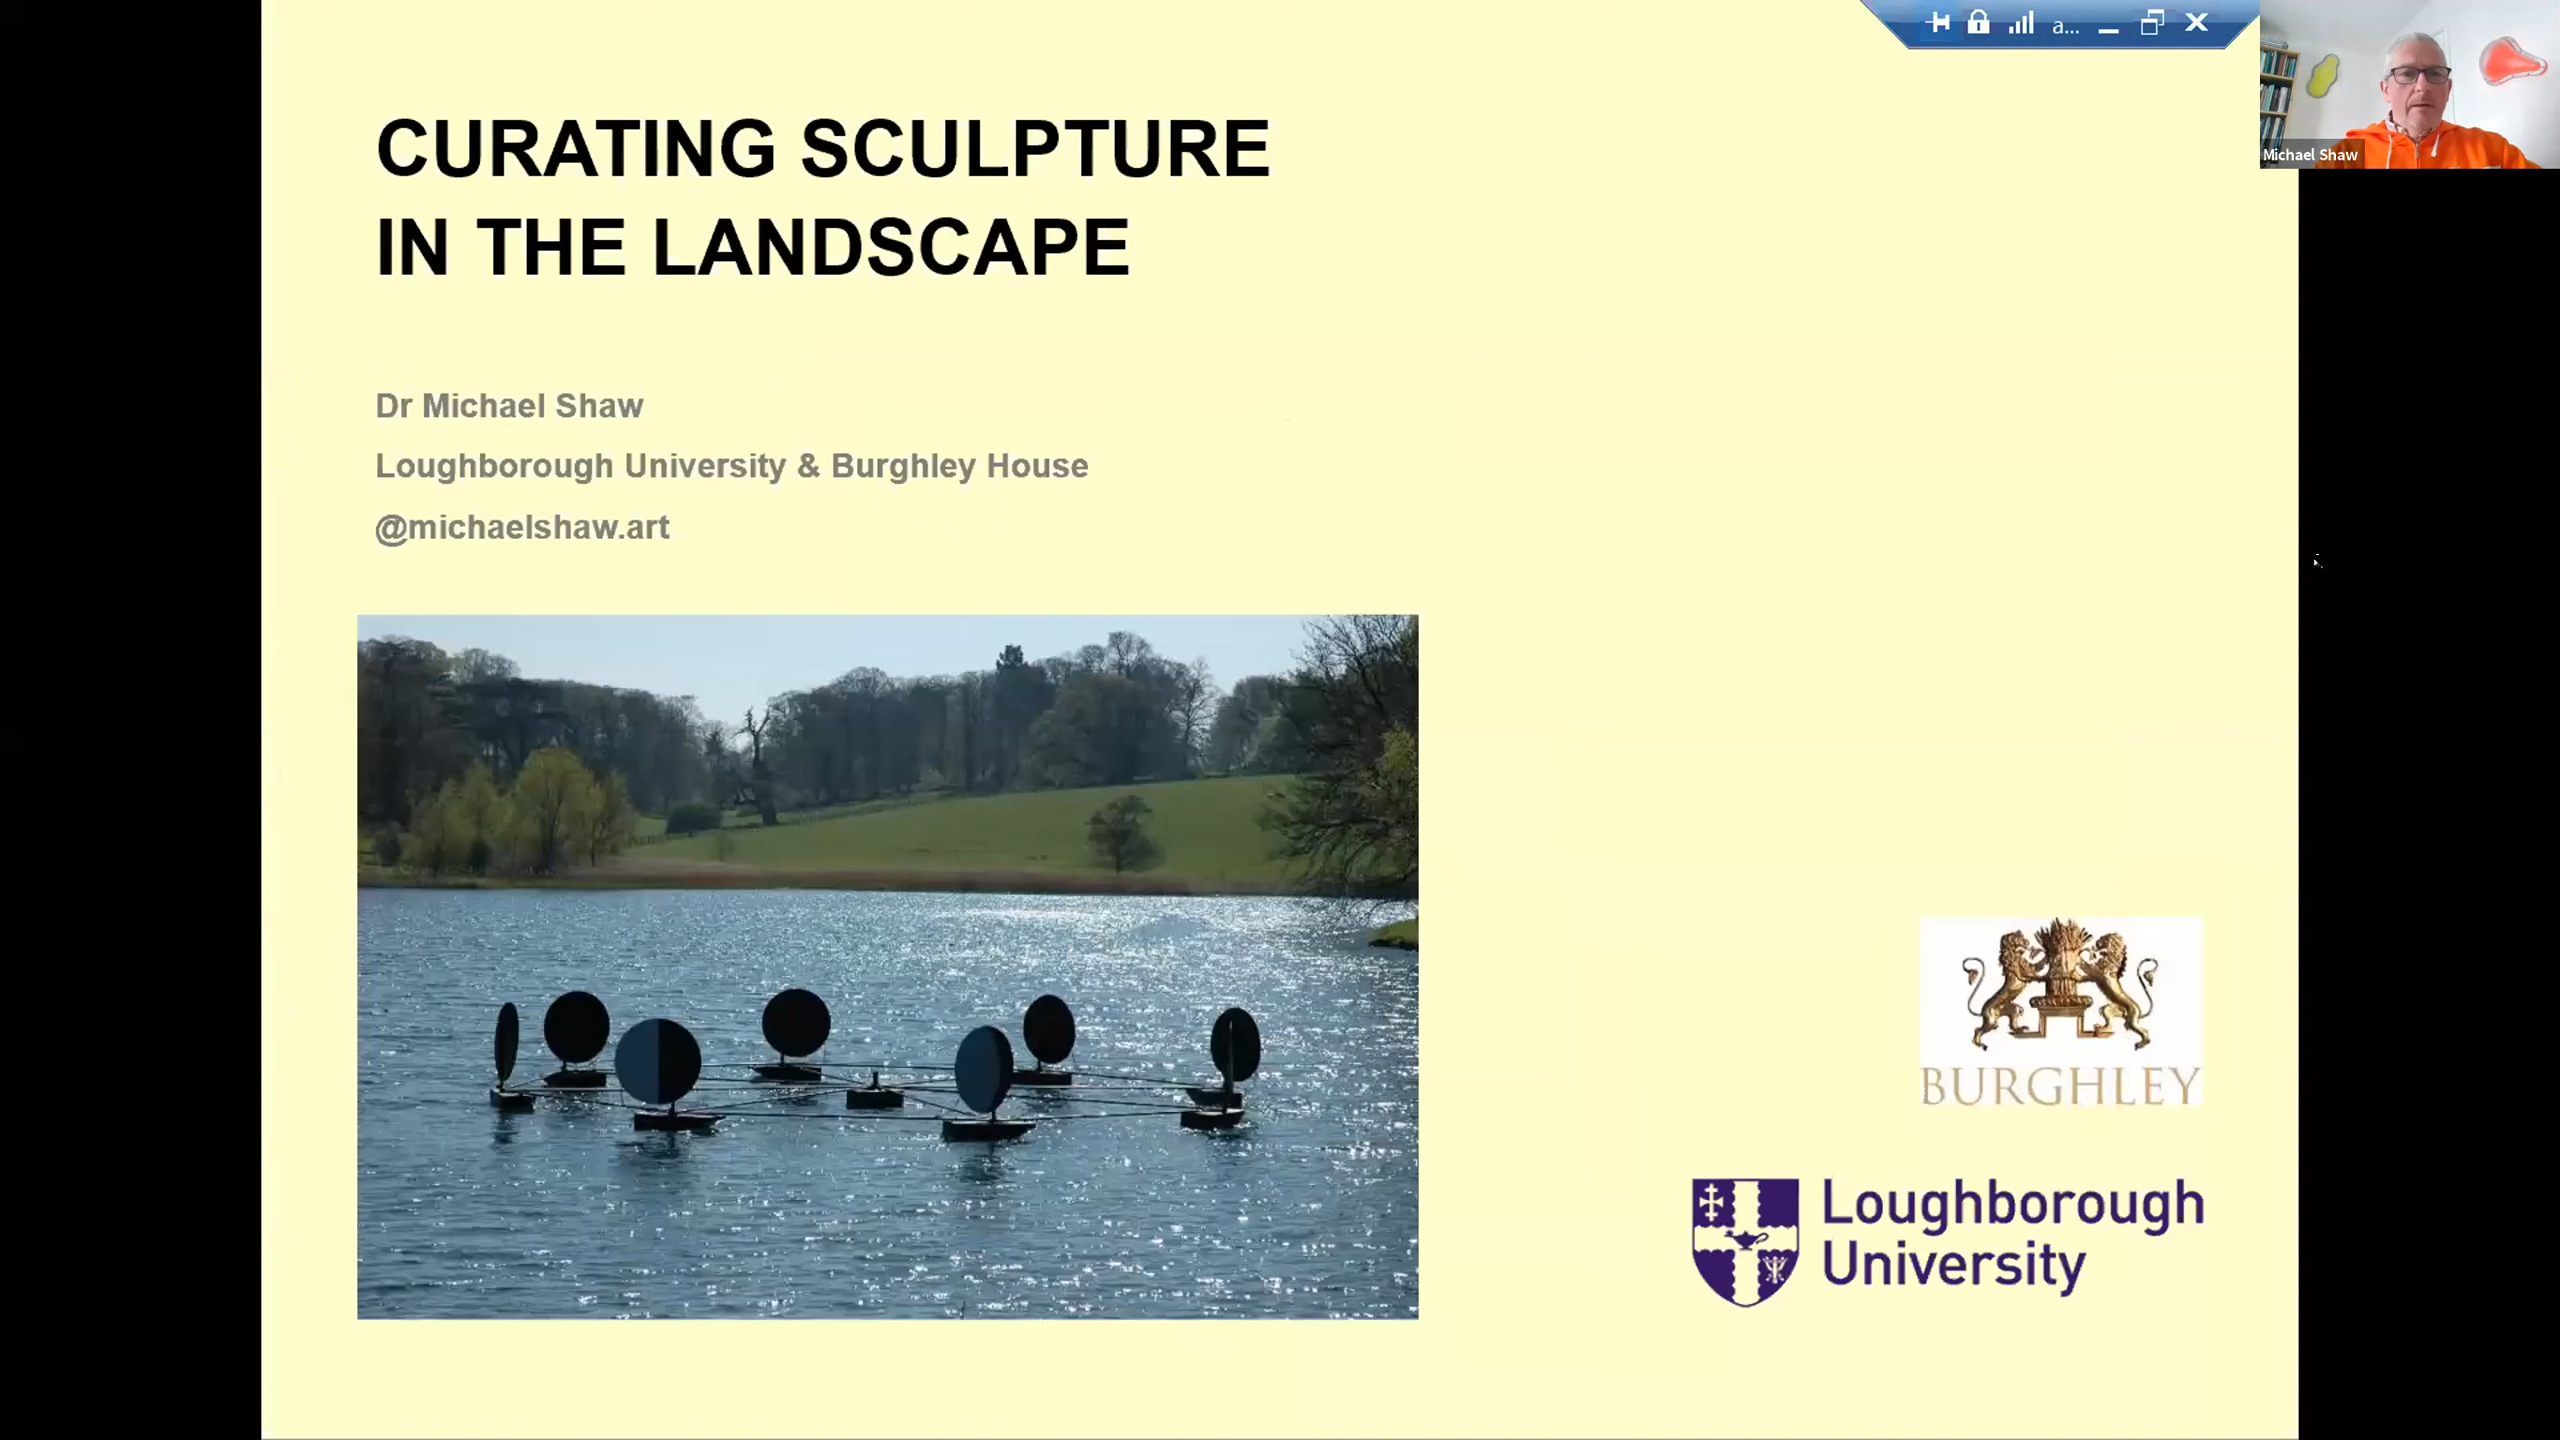 a...
Michael Shaw
CURATING SCULPTURE
IN THE LANDSCAPE
Dr Michael Shaw
Loughborough University & Burghley House
@michaelshaw.art
BURGHLEY
Loughborough
University